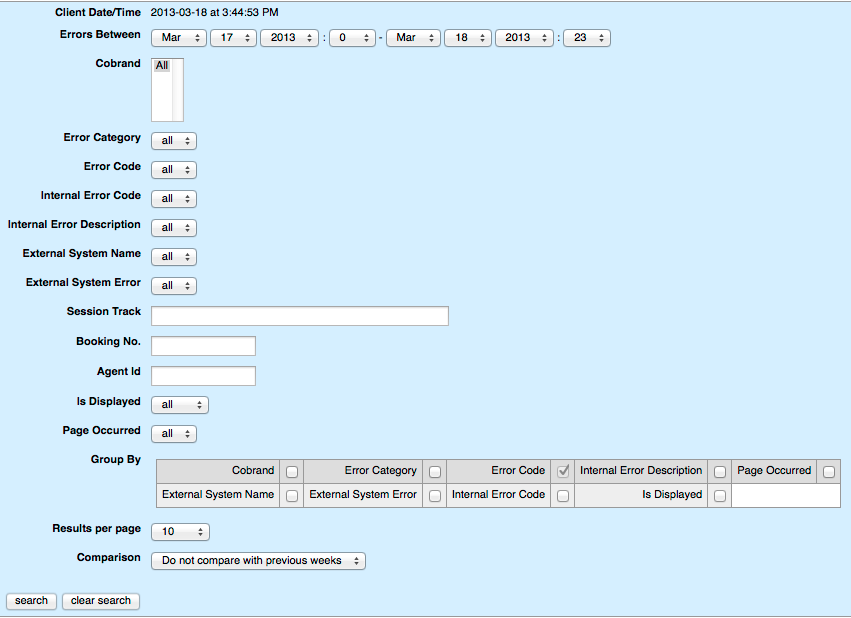 Client Date/Time 2013-03-18 at 3:44:53 PM
Errors Between Mar 17 2013 : 0 - Mar 18 2013 : 23
Cobrand All
Error Category all
Error Code all
Internal Error Code all
Internal Error Description all
External System Name all
External System Error all
Session Track
Booking No.
Agent Id
Is Displayed all
Page Occurred all
Group By
Cobrand Error Category Error Code Internal Error Description Page Occurred
External System Name External System Error Internal Error Code Is Displayed
Results per page 10
Comparison Do not compare with previous weeks
search clear search